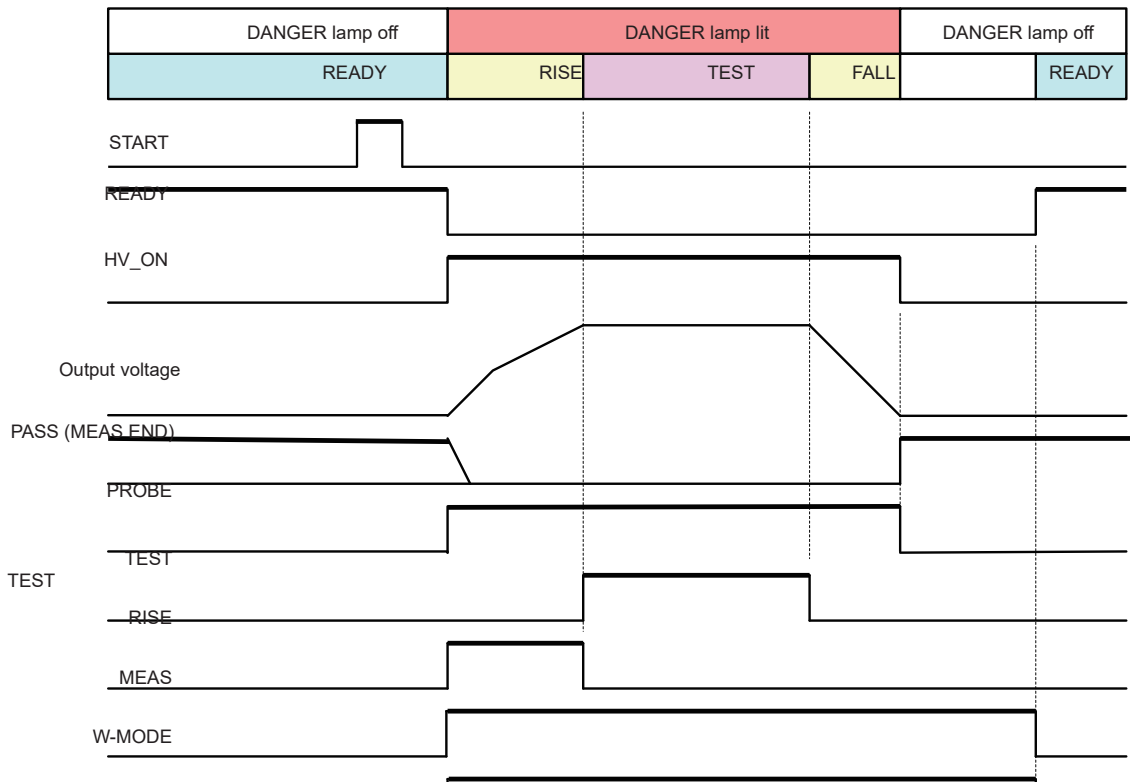 DANGER lamp off DANGER lamp lit DANGER lamp off
READY RISE TEST FALL READY
START
READY
HV_ON
Output voltage
PASS (MEAS END)
PROBE
TEST
TEST
RISE
MEAS
W-MODE